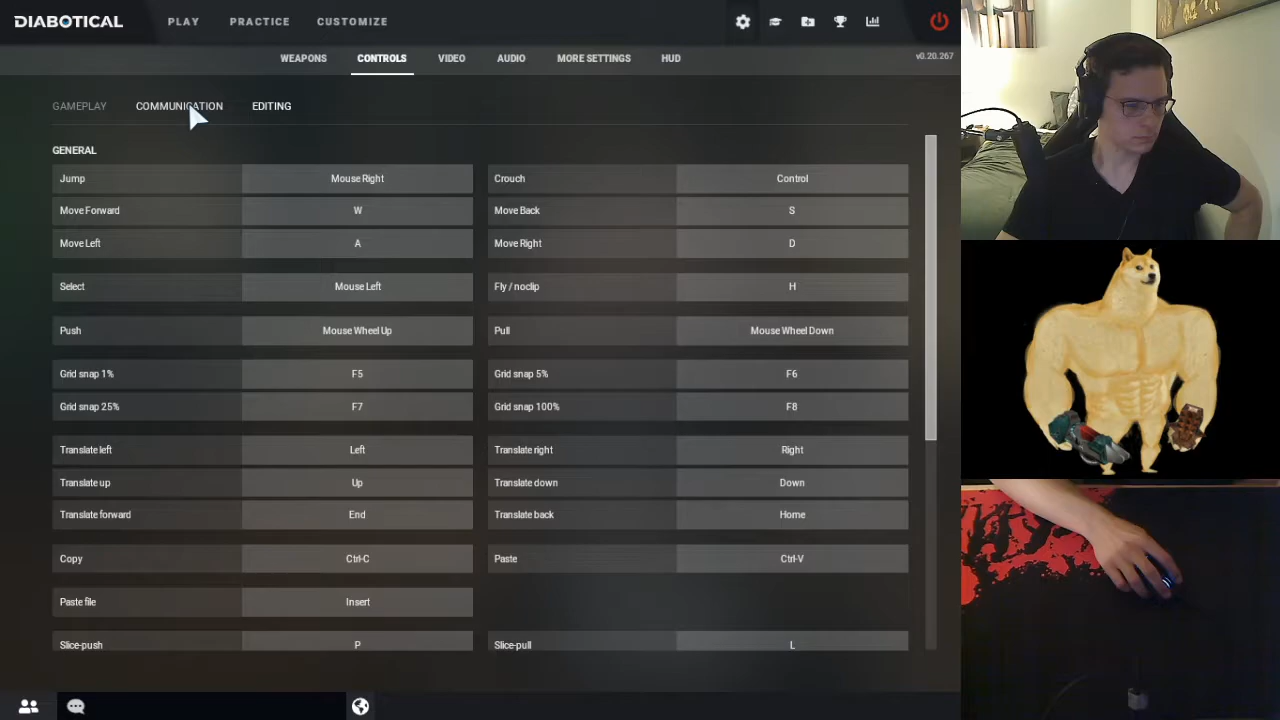 DIABOTICAL PLAY PRACTICE CUSTOMIZE
WEAPONS CONTROLS VIDEO AUDIO MORE SETTINGS HUD v0.20.267
GAMEPLAY COMMUNICATION EDITING
GENERAL
Jump Mouse Right Crouch Control
Move Forward W Move Back S
Move Left A Move Right D
Select Mouse Left Fly / noclip H
Push Mouse Wheel Up Pull Mouse Wheel Down
Grid snap 1% F5 Grid snap 5% F6
Grid snap 25% F7 Grid snap 100% F8
Translate left Left Translate right Right
Translate up Up Translate down Down
Translate forward End Translate back Home
Copy Ctrl-C Paste Ctrl-V
Paste file Insert
Slice-push P Slice-pull L